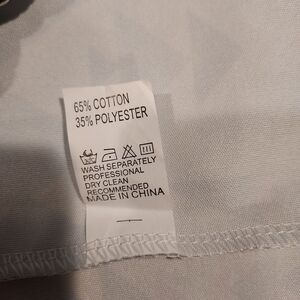 65% COTTON
35% POLYESTER
WASH SEPARATELY
PROFESSIONAL
DRY CLEAN
RECOMMENDED
MADE IN CHINA